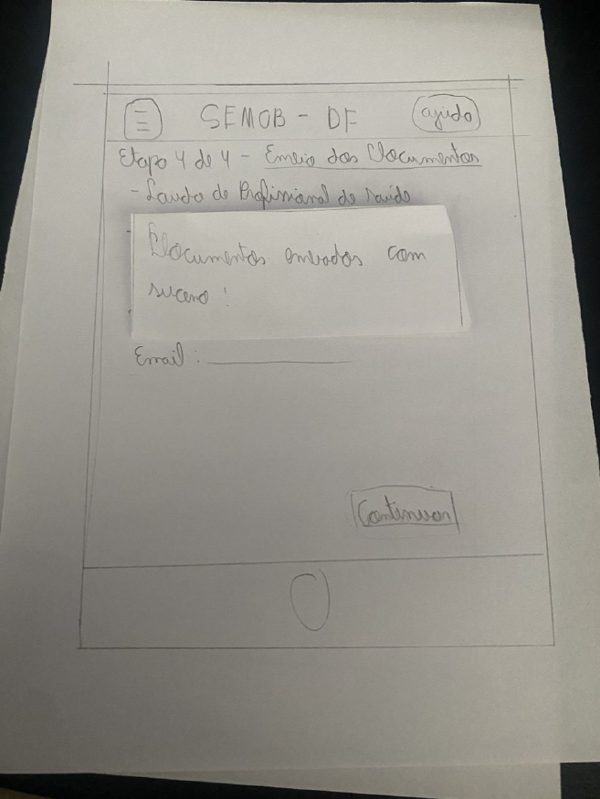 SEMOB - DF
ajuda
Etapa 4 de 4 - Envio dos Documentos
- Laudo de Profissional de saúde
Documentos enviados com
sucesso!
Email:
Continuar